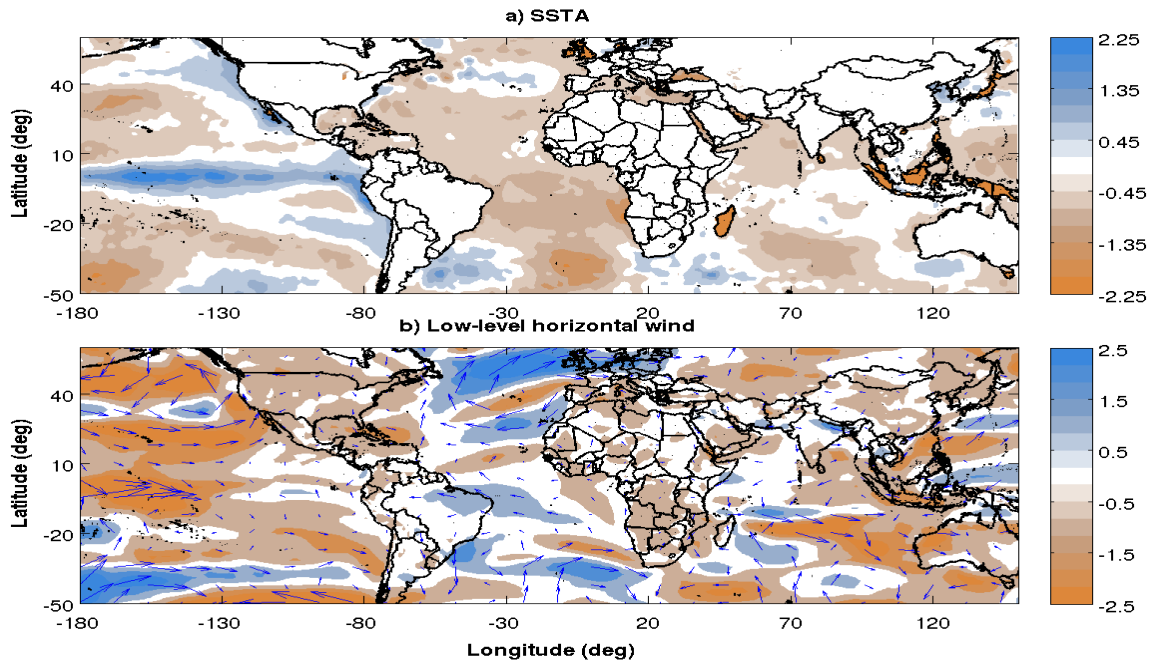 a) SSTA
Latitude (deg)
40
10
-20
-50
-180 -130 -80 -30 20 70 120
2.25
1.35
0.45
-0.45
-1.35
-2.25
b) Low-level horizontal wind
Latitude (deg)
40
10
-20
-50
-180 -130 -80 -30 20 70 120
Longitude (deg)
2.5
1.5
0.5
-0.5
-1.5
-2.5